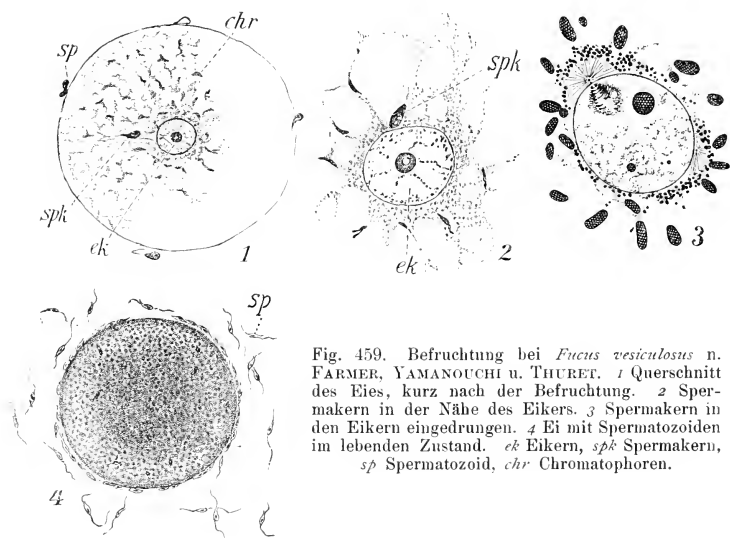 sp
chr
spk
ek
1
spk
ek
2
3
sp
4
Fig. 459. Befruchtung bei Fucus vesiculosus n.
FARMER, YAMANOUCHI u. THURET. 1 Querschnitt
des Eies, kurz nach der Befruchtung. 2 Sper-
makern in der Nähe des Eikers. 3 Spermakern in
den Eikern eingedrungen. 4 Ei mit Spermatozoiden
im lebenden Zustand. ek Eikern, spk Spermakern,
sp Spermatozoid, chr Chromatophoren.